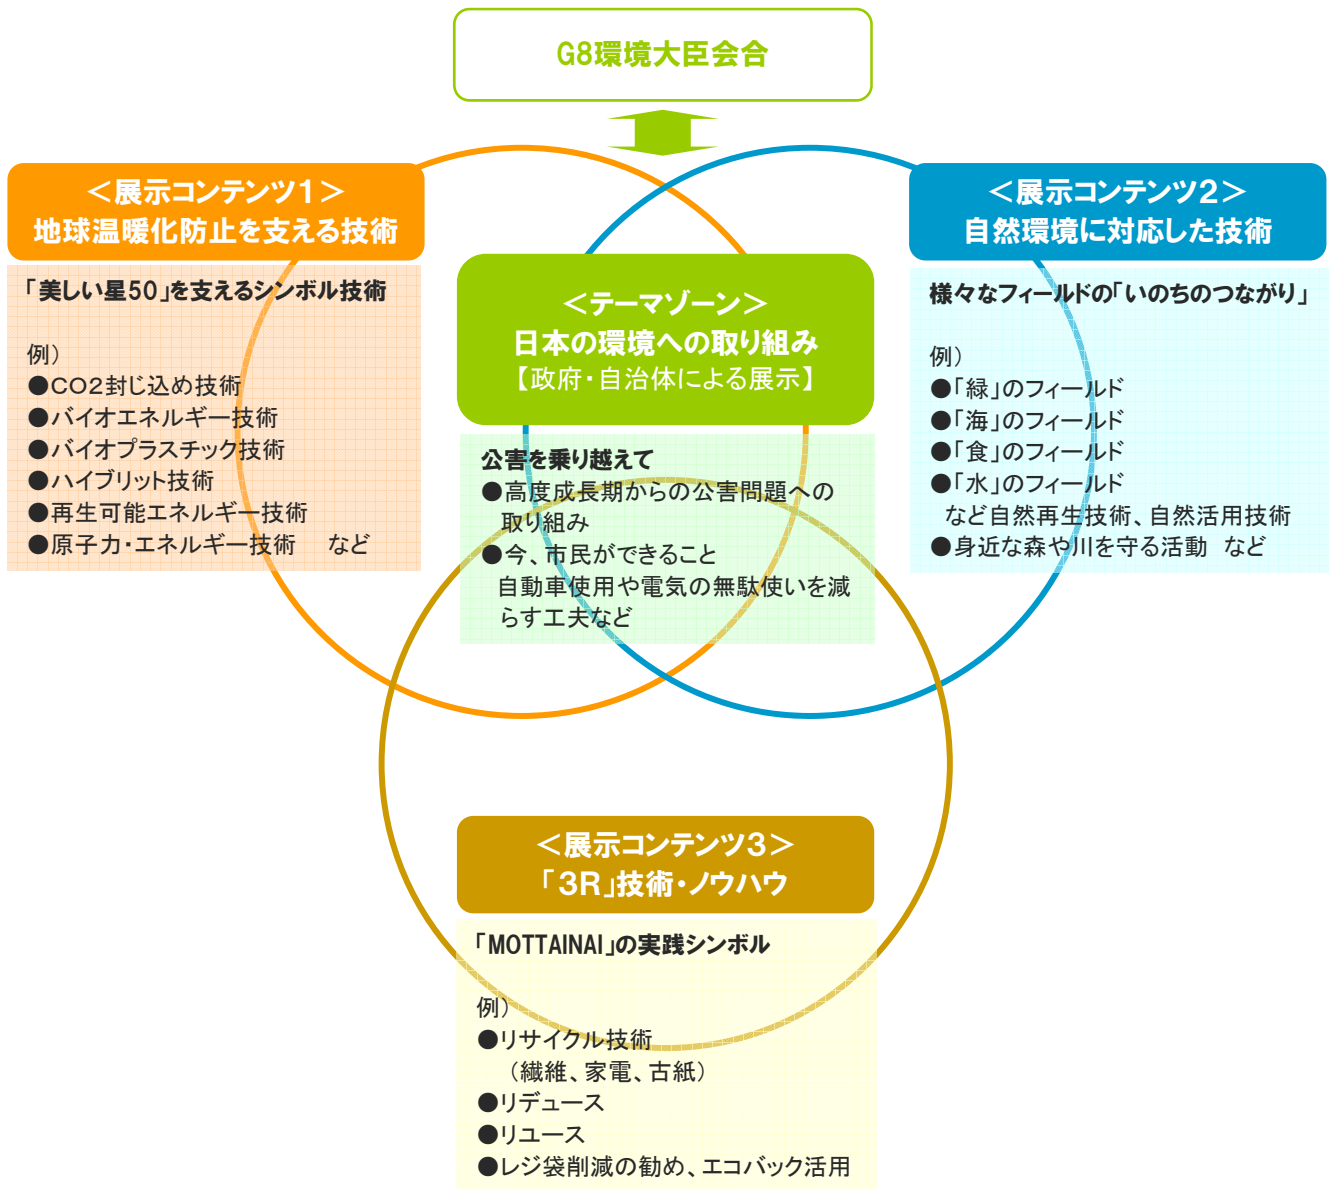 G8環境大臣会合
＜展示コンテンツ1＞
地球温暖化防止を支える技術
「美しい星50」を支えるシンボル技術
例）
●CO2封じ込め技術
●バイオエネルギー技術
●バイオプラスチック技術
●ハイブリット技術
●再生可能エネルギー技術
●原子力・エネルギー技術　など
＜テーマゾーン＞
日本の環境への取り組み
【政府・自治体による展示】
公害を乗り越えて
●高度成長期からの公害問題への
取り組み
●今、市民ができること
自動車使用や電気の無駄使いを減
らす工夫など
＜展示コンテンツ2＞
自然環境に対応した技術
様々なフィールドの「いのちのつながり」
例）
●「緑」のフィールド
●「海」のフィールド
●「食」のフィールド
●「水」のフィールド
など自然再生技術、自然活用技術
●身近な森や川を守る活動　など
＜展示コンテンツ3＞
「3R」技術・ノウハウ
「MOTTAINAI」の実践シンボル
例）
●リサイクル技術
（繊維、家電、古紙）
●リデュース
●リユース
●レジ袋削減の勧め、エコバック活用